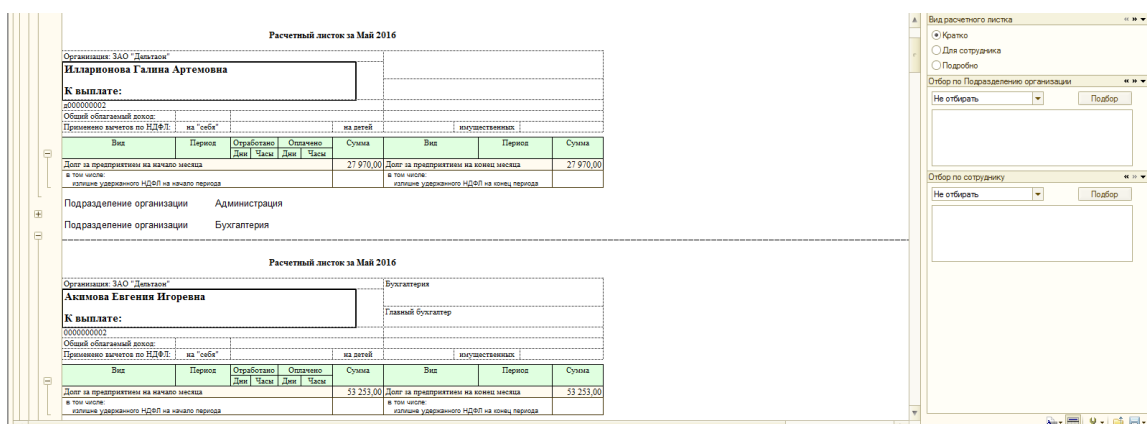 Расчетный листок за Май 2016
Организация: ЗАО "Дельтаон"
Илларионова Галина Артемовна
К выплате:
д000000002
Общий облагаемый доход:
Применено вычетов по НДФЛ: на "себя" на детей имущественных
Вид Период Отработано Оплачено Сумма Вид Период Сумма
Дни Часы Дни Часы
Долг за предприятием на начало месяца 27 970,00 Долг за предприятием на конец месяца 27 970,00
в том числе: в том числе:
излишне удержанного НДФЛ на начало периода излишне удержанного НДФЛ на конец периода
Подразделение организации Администрация
Подразделение организации Бухгалтерия
Расчетный листок за Май 2016
Организация: ЗАО "Дельтаон" Бухгалтерия
Акимова Евгения Игоревна
Главный бухгалтер
К выплате:
0000000002
Общий облагаемый доход:
Применено вычетов по НДФЛ: на "себя" на детей имущественных
Вид Период Отработано Оплачено Сумма Вид Период Сумма
Дни Часы Дни Часы
Долг за предприятием на начало месяца 53 253,00 Долг за предприятием на конец месяца 53 253,00
в том числе: в том числе:
излишне удержанного НДФЛ на начало периода излишне удержанного НДФЛ на конец периода
Вид расчетного листка
Кратко
Для сотрудника
Подробно
Отбор по Подразделению организации
Не отбирать Подбор
Отбор по сотруднику
Не отбирать Подбор